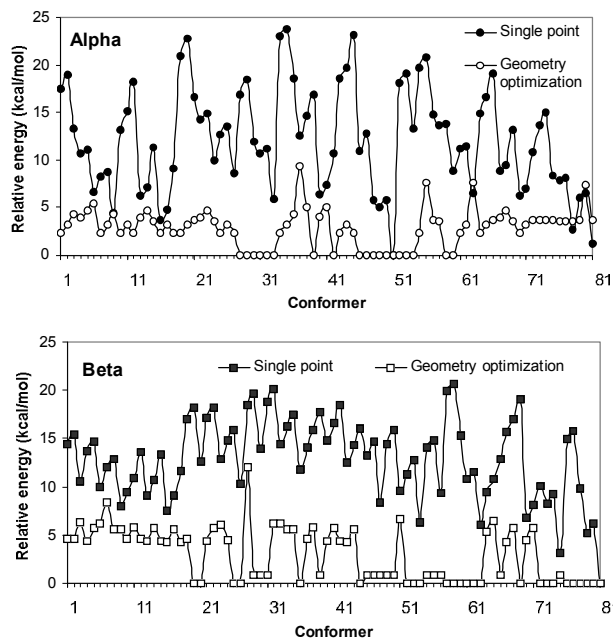 Alpha
Single point
Geometry
optimization
Relative energy (kcal/mol)
25
20
15
10
5
0
1 11 21 31 41 51 61 71 81
Conformer
Beta
Single point Geometry optimization
Relative energy (kcal/mol)
25
20
15
10
5
0
1 11 21 31 41 51 61 71 8
Conformer